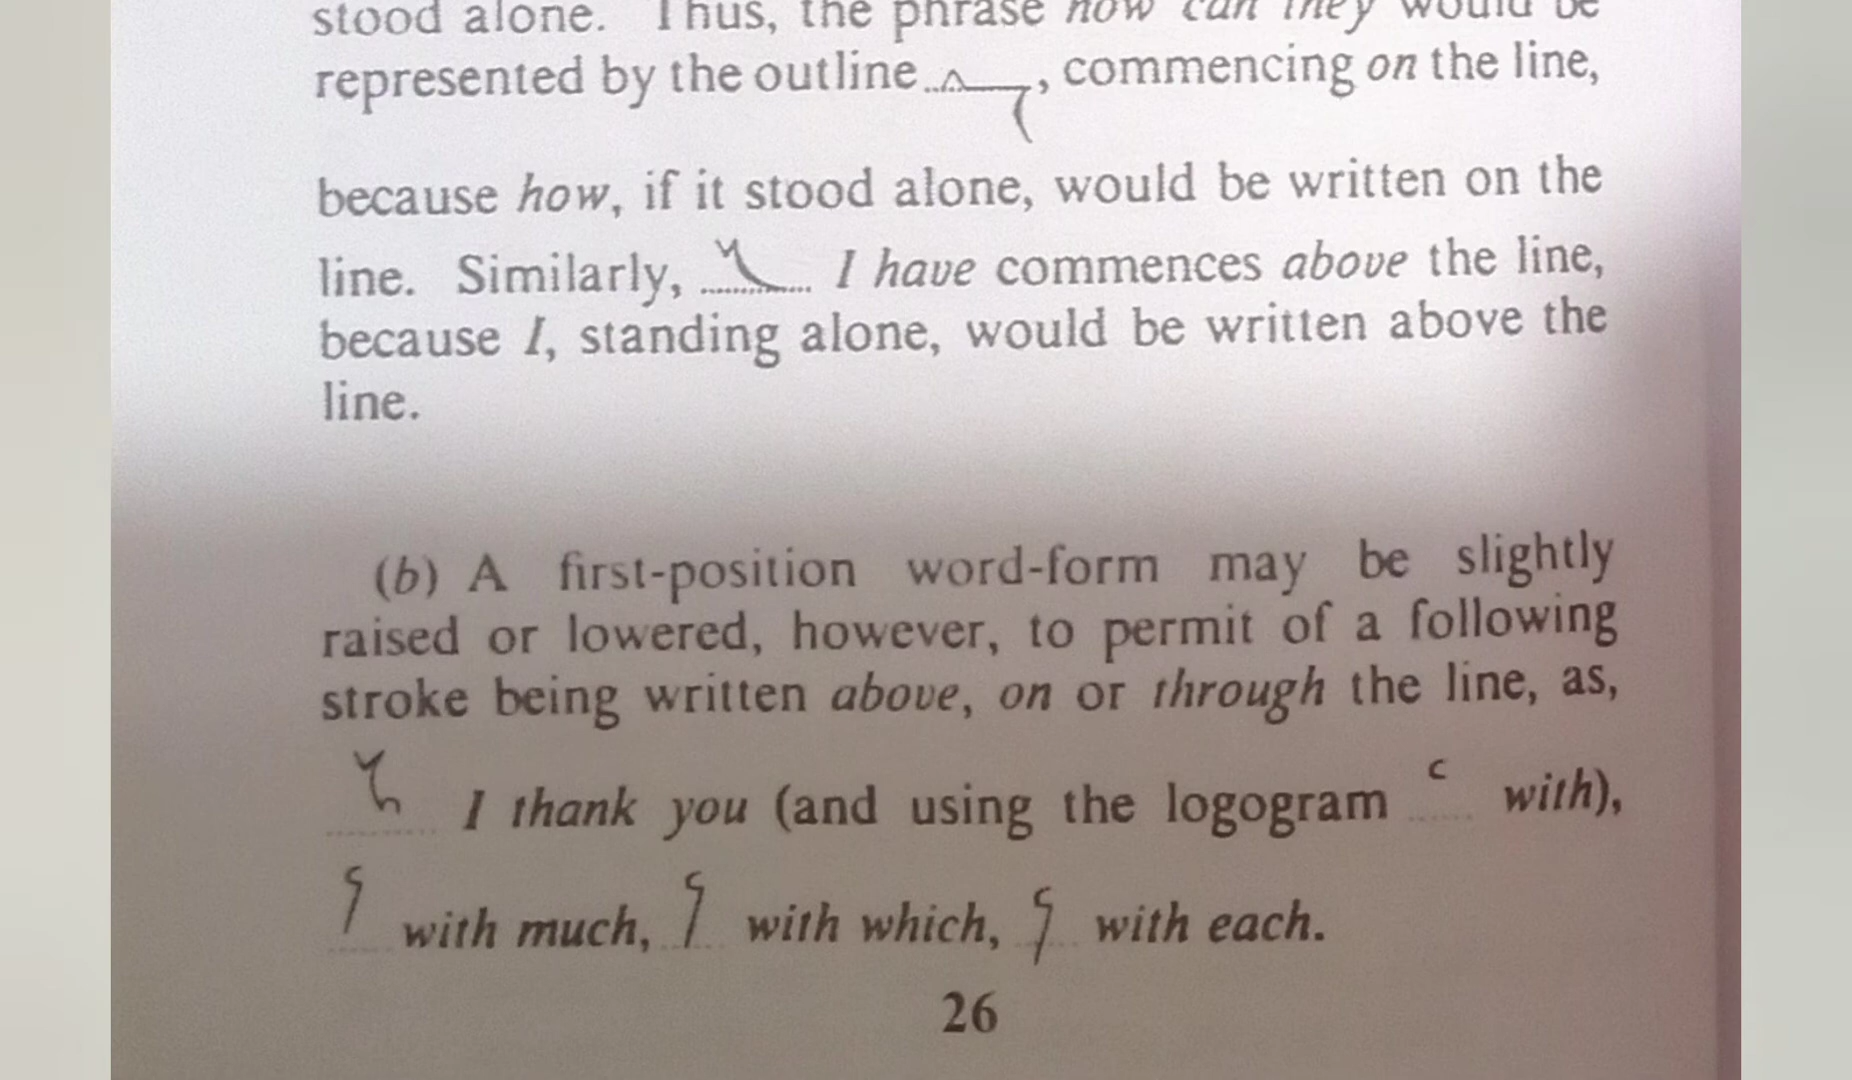 stood alone. Thus, the phrase how can they would be
represented by the outline , commencing on the line,
because how, if it stood alone, would be written on the
line. Similarly, I have commences above the line,
because I, standing alone, would be written above the
line.
(b) A first-position word-form may be slightly
raised or lowered, however, to permit of a following
stroke being written above, on or through the line, as,
I thank you (and using the logogram with),
with much, with which, with each.
26